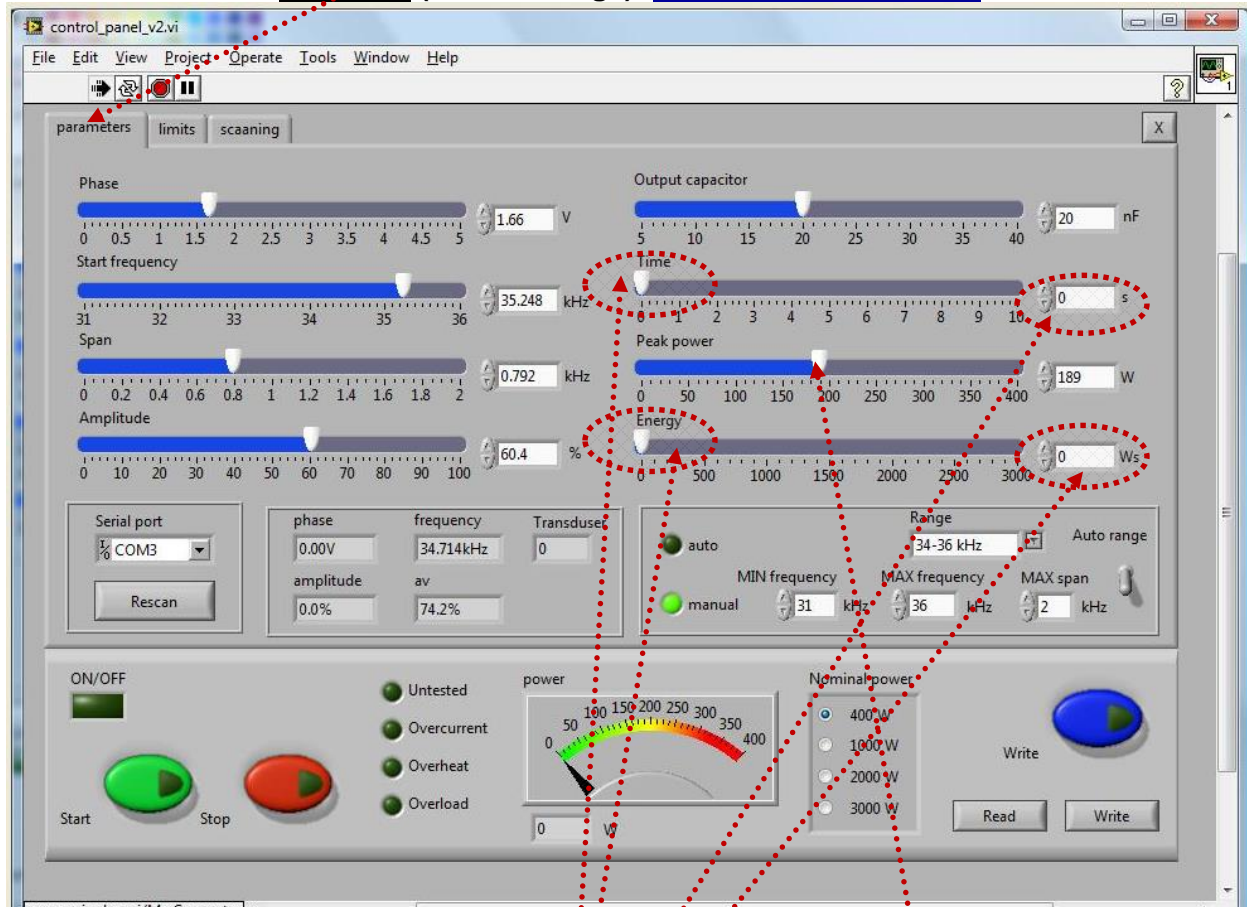 control_panel_v2.vi
File Edit View Project Operate Tools Window Help
1
parameters limits scaaning X
Phase
0 0.5 1 1.5 2 2.5 3 3.5 4 4.5 5
1.66 V
Output capacitor
5 10 15 20 25 30 35 40
20 nF
Start frequency
31 32 33 34 35 36
35.248 kHz
Time
0 1 2 3 4 5 6 7 8 9 10
0 s
Span
0 0.2 0.4 0.6 0.8 1 1.2 1.4 1.6 1.8 2
0.792 kHz
Peak power
0 50 100 150 200 250 300 350 400
189 W
Amplitude
0 10 20 30 40 50 60 70 80 90 100
60.4 %
Energy
0 500 1000 1500 2000 2500 3000
0 Ws
Serial port
COM3
Rescan
phase frequency Transduser
0.00V 34.714kHz 0
amplitude av
0.0% 74.2%
auto
Range
34-36 kHz
Auto range
manual
MIN frequency MAX frequency MAX span
31 kHz 36 kHz 2 kHz
ON/OFF
Start Stop
Untested
Overcurrent
Overheat
Overload
power
0 50 100 150 200 250 300 350 400
0 W
Nominal power
400 W
1000 W
2000 W
3000 W
Write
Read Write